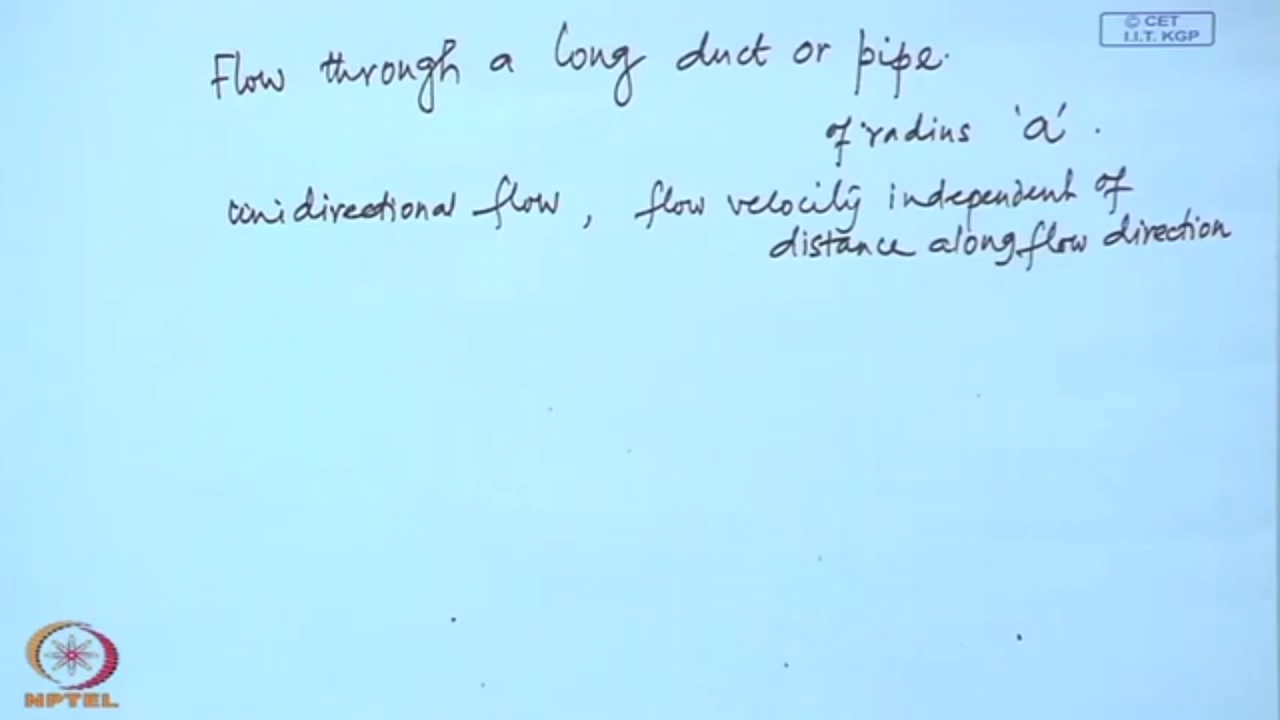 © CET
I.I.T. KGP
Flow through a long duct or pipe.
of radius 'a'.
unidirectional flow, flow velocity independent of
distance along flow direction
NPTEL